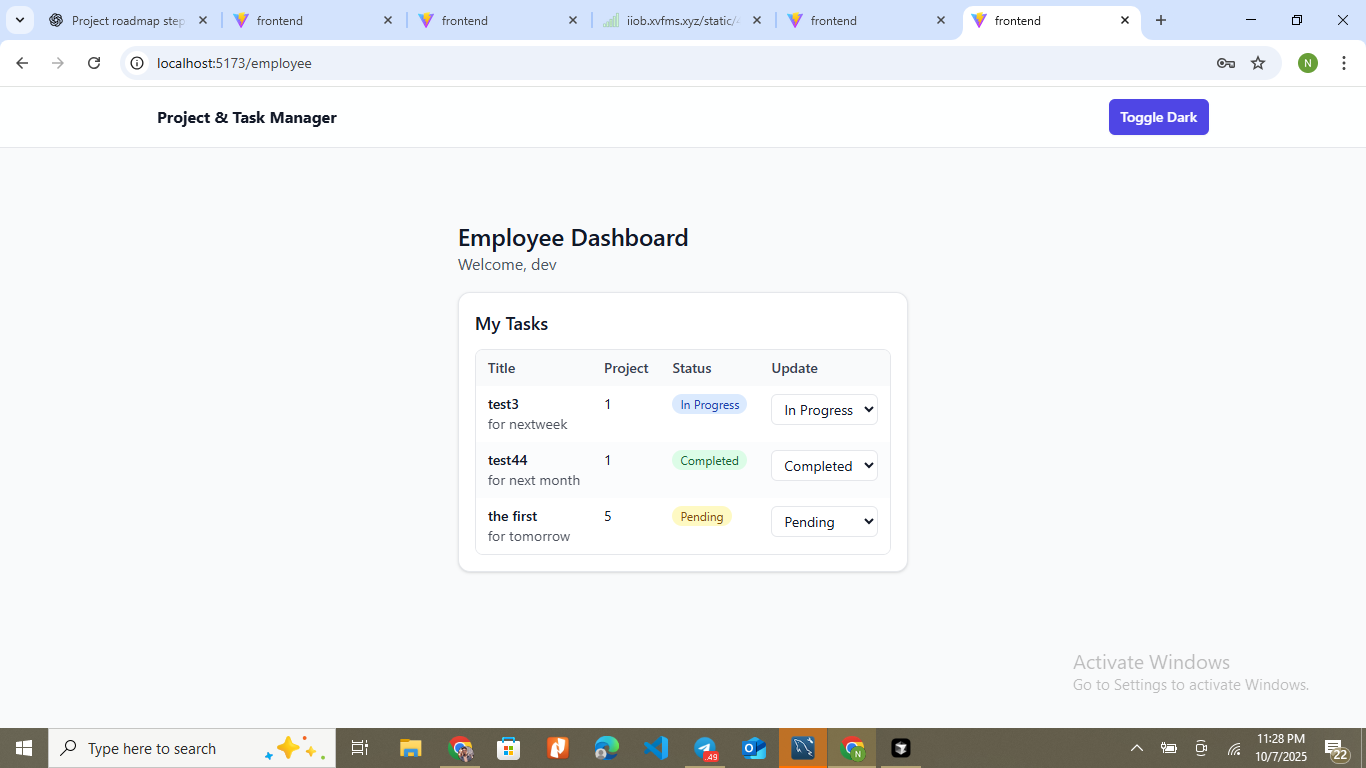 Project roadmap step
frontend
frontend
iiob.xvfms.xyz/static/
frontend
frontend
localhost:5173/employee
N
Project & Task Manager
Toggle Dark
Employee Dashboard
Welcome, dev
My Tasks
Title Project Status Update
test3 1 In Progress In Progress
for nextweek
test44 1 Completed Completed
for next month
the first 5 Pending Pending
for tomorrow
Activate Windows
Go to Settings to activate Windows.
Type here to search
.49
N
11:28 PM
10/7/2025
22